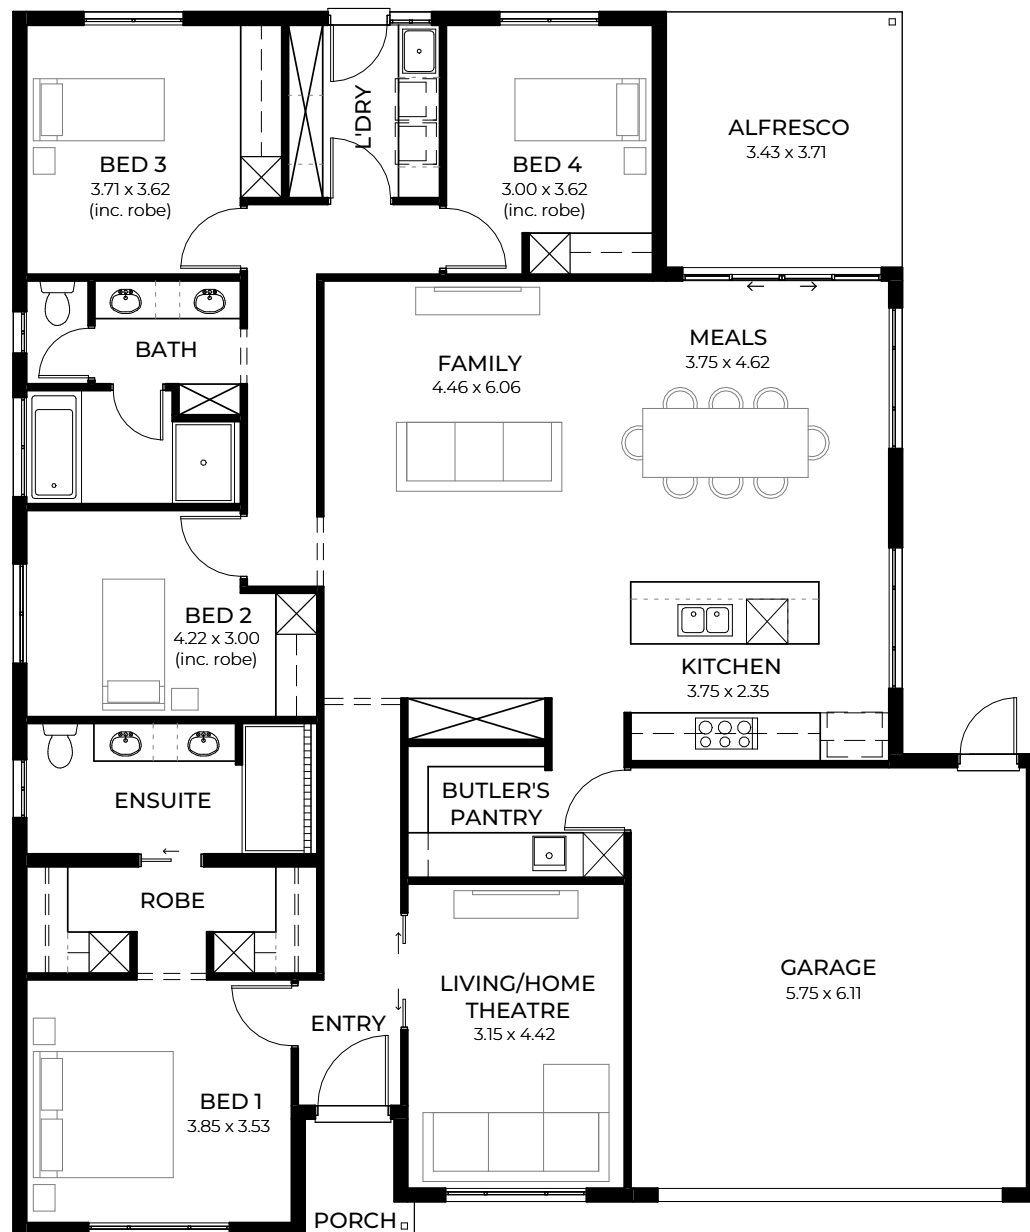 BED 3
3.71 x 3.62
(inc. robe)
L'DRY
BED 4
3.00 x 3.62
(inc. robe)
ALFRESCO
3.43 x 3.71
BATH
FAMILY
4.46 x 6.06
MEALS
3.75 x 4.62
BED 2
4.22 x 3.00
(inc. robe)
KITCHEN
3.75 x 2.35
ENSUITE
BUTLER'S
PANTRY
ROBE
LIVING/HOME
THEATRE
3.15 x 4.42
GARAGE
5.75 x 6.11
ENTRY
BED 1
3.85 x 3.53
PORCH